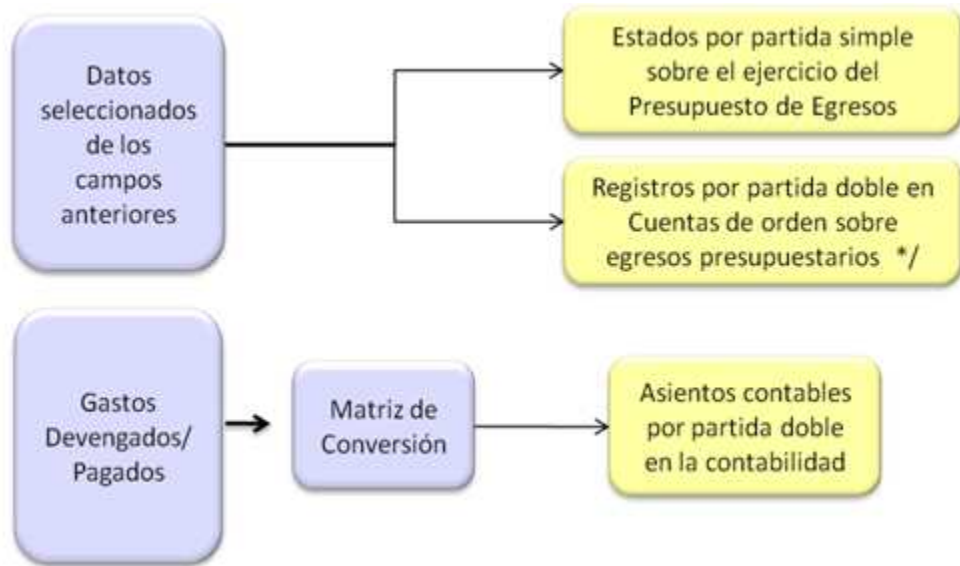 Datos
seleccionados
de los
campos
anteriores
Estados por partida simple
sobre el ejercicio del
Presupuesto de Egresos
Registros por partida doble en
Cuentas de orden sobre
egresos presupuestarios */
Gastos
Devengados/
Pagados
Matriz de
Conversión
Asientos contables
por partida doble
en la contabilidad